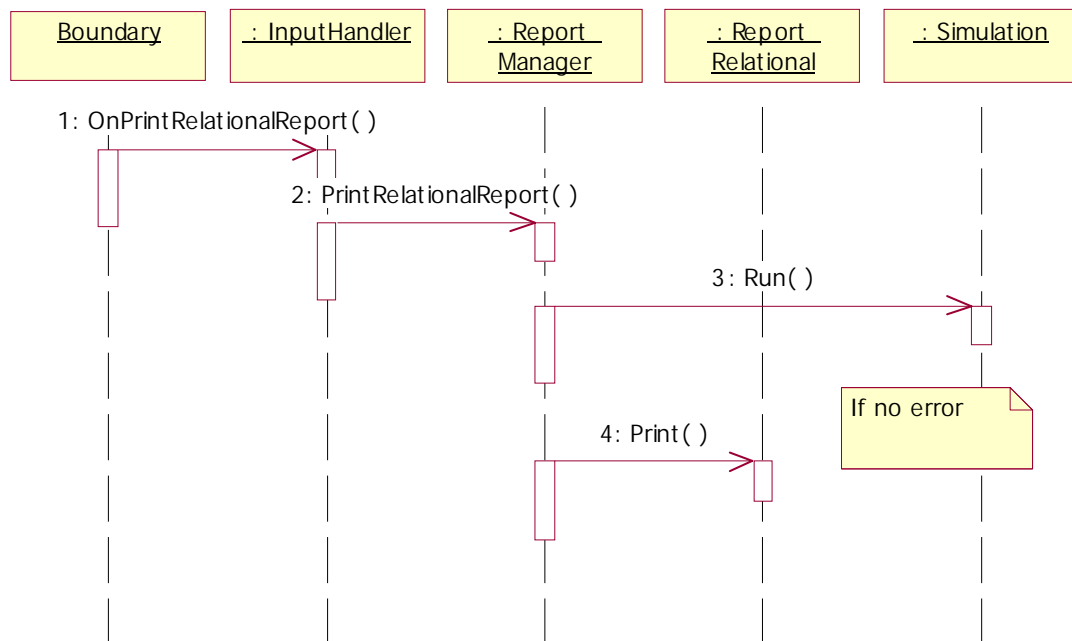 Boundary
: InputHandler
: Report
Manager
: Report
Relational
: Simulation
1: OnPrintRelationalReport( )
2: PrintRelationalReport( )
3: Run( )
If no error
4: Print( )